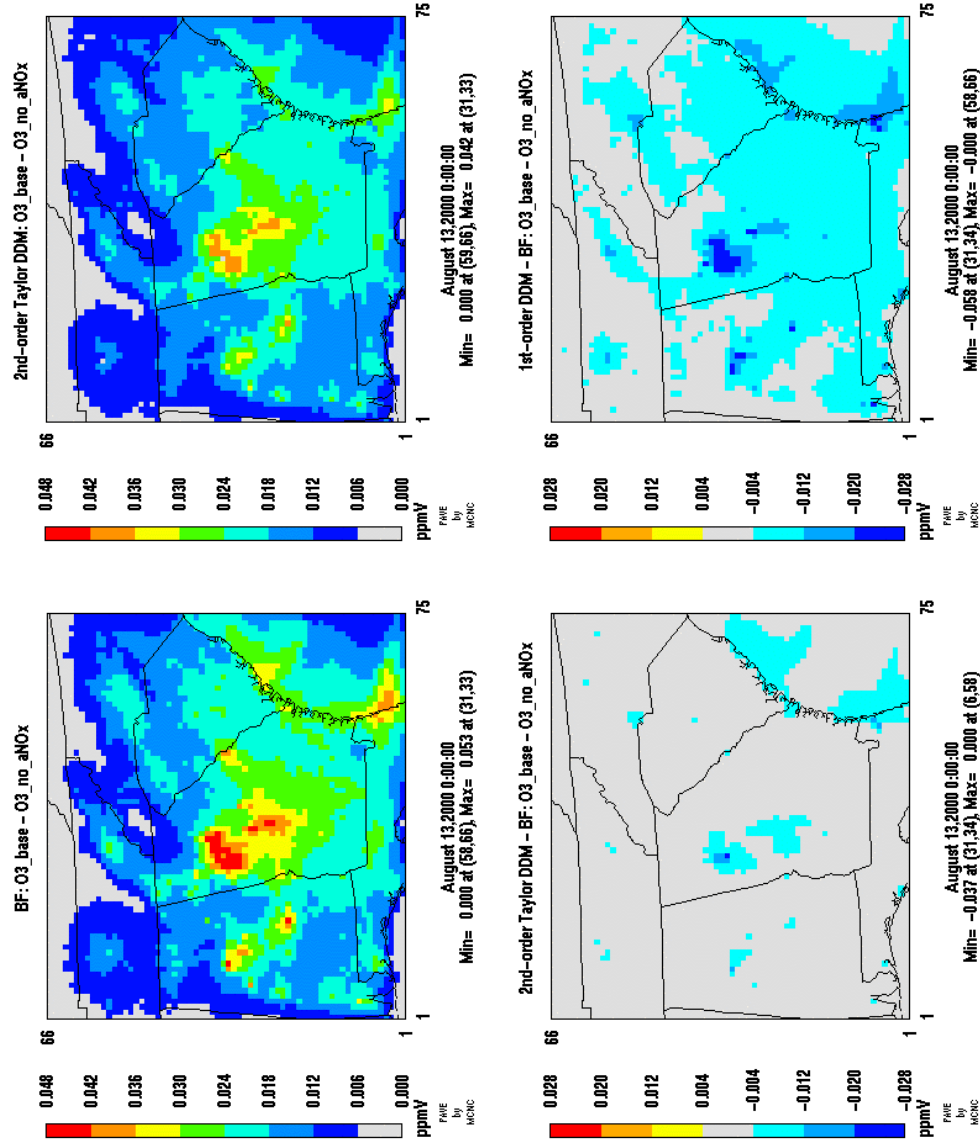 BF: O3_base − O3_no_aNOx
0.048
0.042
0.036
0.030
0.024
0.018
0.012
0.006
0.000
ppmV
PAVE
by
MCNC
66
1
75
August 13,2000 0:00:00
Min= 0.000 at (58,66), Max= 0.053 at (31,33)
2nd−order Taylor DDM: O3_base − O3_no_aNOx
0.048
0.042
0.036
0.030
0.024
0.018
0.012
0.006
0.000
ppmV
PAVE
by
MCNC
66
1
1
75
August 13,2000 0:00:00
Min= 0.000 at (59,66), Max= 0.042 at (31,33)
2nd−order Taylor DDM − BF: O3_base − O3_no_aNOx
0.028
0.020
0.012
0.004
−0.004
−0.012
−0.020
−0.028
ppmV
PAVE
by
MCNC
66
1
1
75
August 13,2000 0:00:00
Min= −0.037 at (31,34), Max= 0.000 at (6,58)
1st−order DDM − BF: O3_base − O3_no_aNOx
0.028
0.020
0.012
0.004
−0.004
−0.012
−0.020
−0.028
ppmV
PAVE
by
MCNC
66
1
1
75
August 13,2000 0:00:00
Min= −0.058 at (31,34), Max= −0.000 at (58,66)